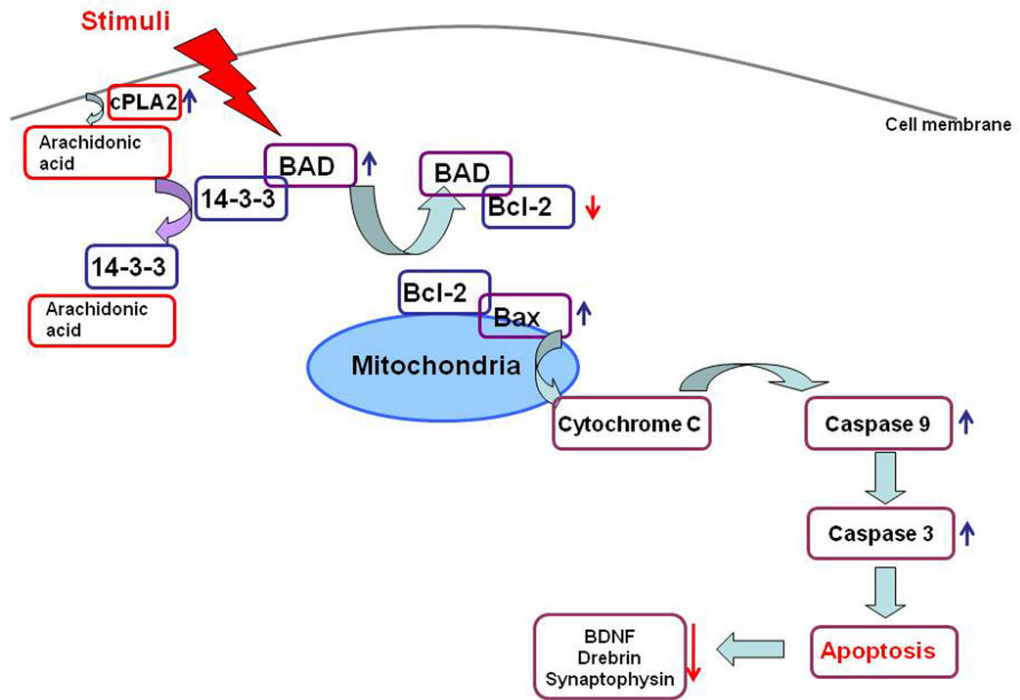 Stimuli
cPLA2
Cell membrane
Arachidonic
acid
BAD
14-3-3
BAD
Bcl-2
14-3-3
Arachidonic
acid
Bcl-2
Bax
Mitochondria
Cytochrome C
Caspase 9
Caspase 3
Apoptosis
BDNF
Drebrin
Synaptophysin